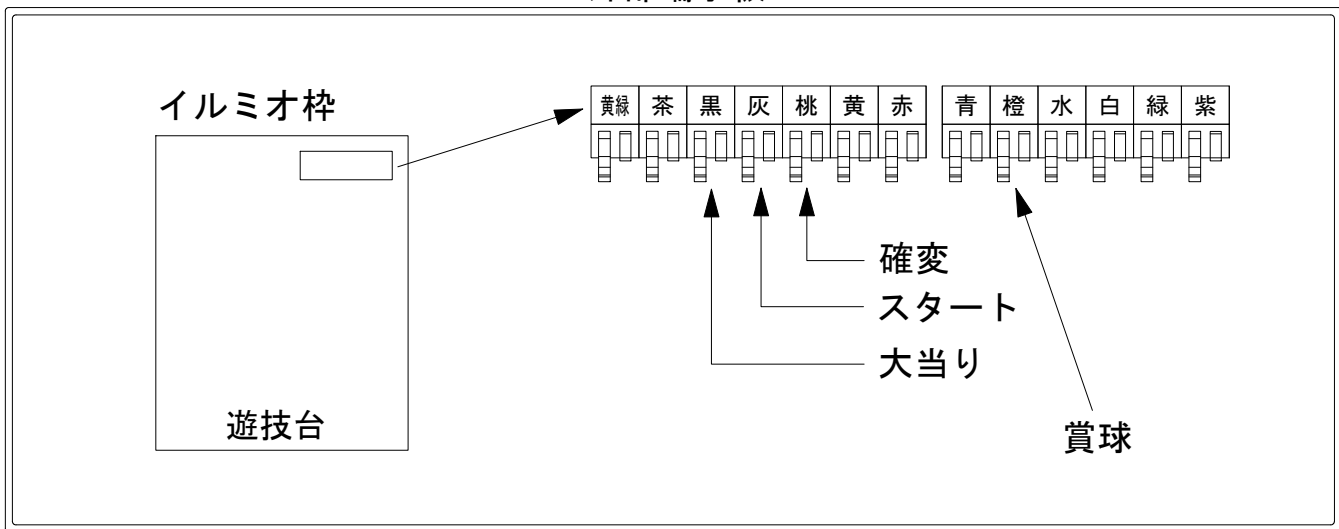 イルミオ枠
黄緑 茶 黒 灰 桃 黄 赤 青 橙 水 白 緑 紫
確変
スタート
大当り
遊技台
賞球